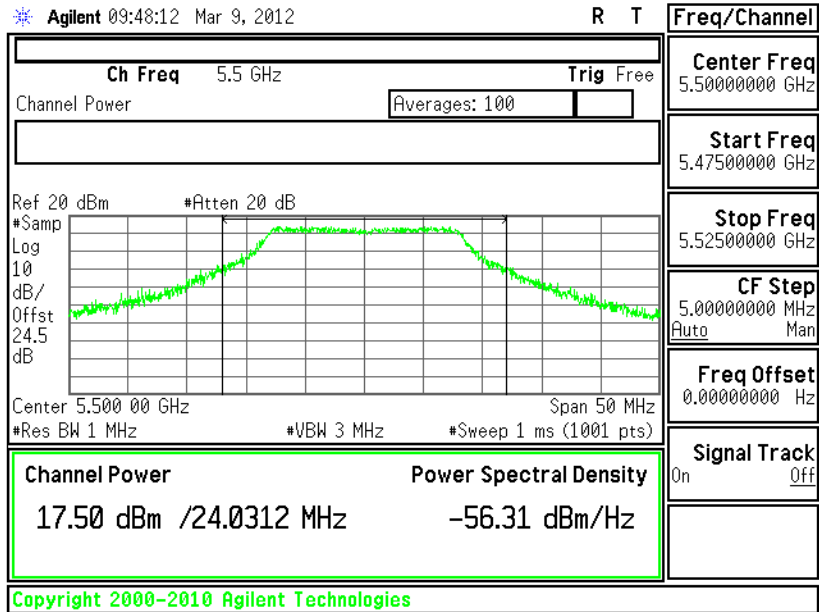 Agilent 09:48:12 Mar 9, 2012 R T
Ch Freq 5.5 GHz Trig Free
Channel Power Averages: 100
Ref 20 dBm #Atten 20 dB
#Samp
Log
10
dB/
Offst
24.5
dB
Center 5.500 00 GHz Span 50 MHz
#Res BW 1 MHz #VBW 3 MHz #Sweep 1 ms (1001 pts)
Channel Power Power Spectral Density
17.50 dBm /24.0312 MHz -56.31 dBm/Hz
Copyright 2000-2010 Agilent Technologies
Freq/Channel
Center Freq
5.50000000 GHz
Start Freq
5.47500000 GHz
Stop Freq
5.52500000 GHz
CF Step
5.00000000 MHz
Auto Man
Freq Offset
0.00000000 Hz
Signal Track
On Off